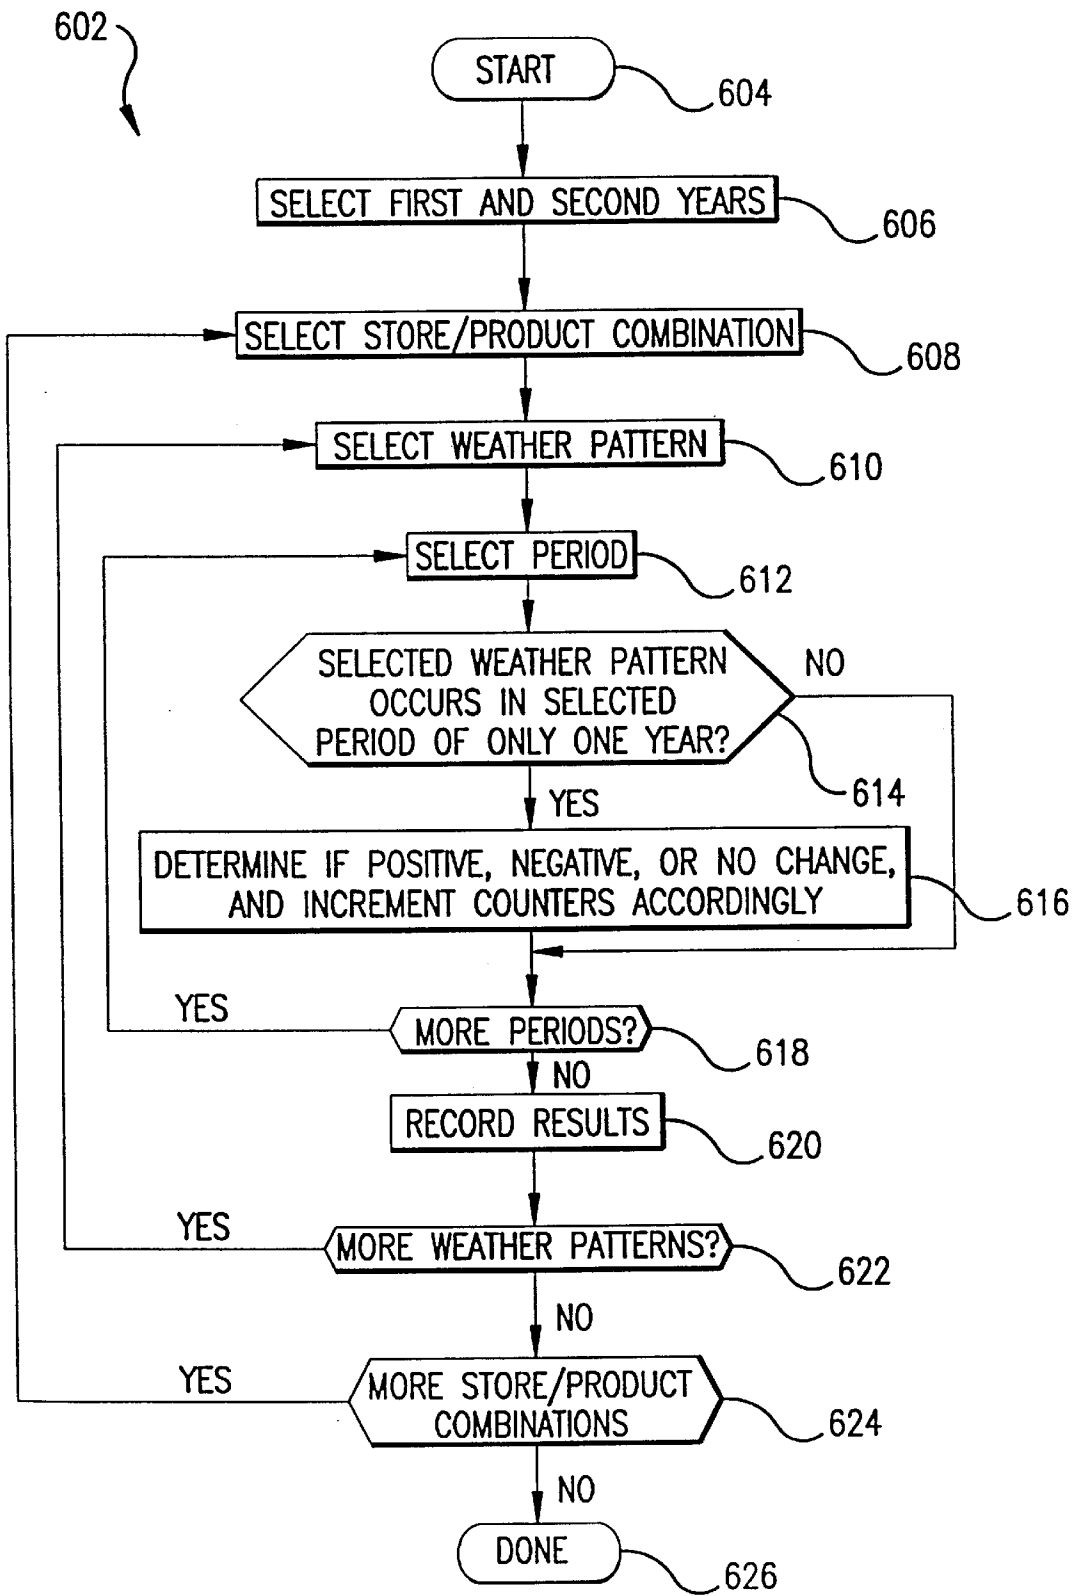 602
START
604
SELECT FIRST AND SECOND YEARS
606
SELECT STORE/PRODUCT COMBINATION
608
SELECT WEATHER PATTERN
610
SELECT PERIOD
612
SELECTED WEATHER PATTERN
OCCURS IN SELECTED
PERIOD OF ONLY ONE YEAR?
NO
614
YES
DETERMINE IF POSITIVE, NEGATIVE, OR NO CHANGE,
AND INCREMENT COUNTERS ACCORDINGLY
616
YES
MORE PERIODS?
618
NO
RECORD RESULTS
620
YES
MORE WEATHER PATTERNS?
622
NO
YES
MORE STORE/PRODUCT
COMBINATIONS
624
NO
DONE
626